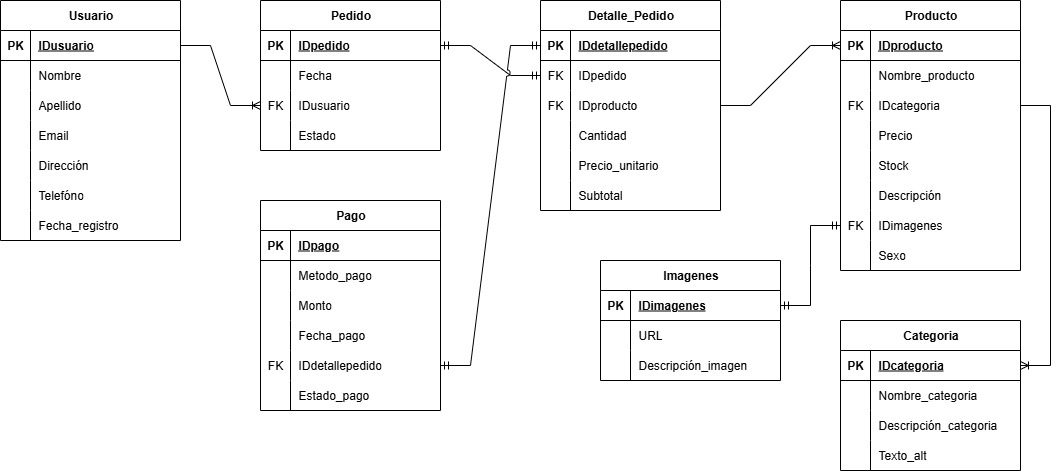 Usuario
PK IDusuario
Nombre
Apellido
Email
Dirección
Telefóno
Fecha_registro
Pedido
PK IDpedido
Fecha
FK IDusuario
Estado
Detalle_Pedido
PK IDdetallepedido
FK IDpedido
FK IDproducto
Cantidad
Precio_unitario
Subtotal
Producto
PK IDproducto
Nombre_producto
FK IDcategoria
Precio
Stock
Descripción
FK IDimagenes
Sexo
Pago
PK IDpago
Metodo_pago
Monto
Fecha_pago
FK IDdetallepedido
Estado_pago
Imagenes
PK IDimagenes
URL
Descripción_imagen
Categoria
PK IDcategoria
Nombre_categoria
Descripción_categoria
Texto_alt